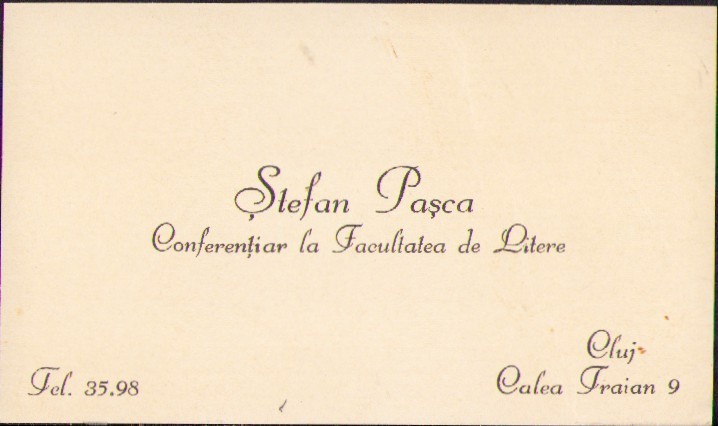 Ștefan Pașca
Conferențiar la Facultatea de Litere
Cluj
Tel. 35.98
Calea Traian 9